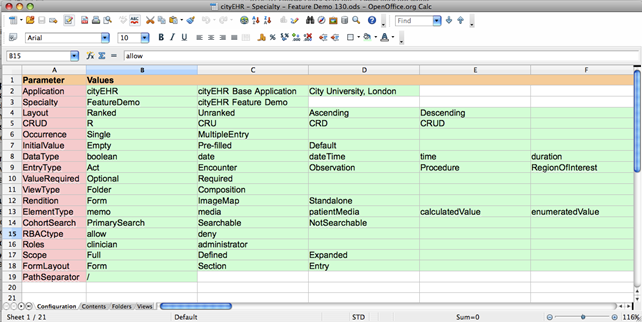 cityEHR – Specialty – Feature Demo 130.ods – OpenOffice.org Calc
Find
Arial 10 B I U
B15 fx Σ = allow
A B C D E F
1 Parameter Values
2 Application cityEHR cityEHR Base Application City University, London
3 Specialty FeatureDemo cityEHR Feature Demo
4 Layout Ranked Unranked Ascending Descending
5 CRUD R CRU CRD CRUD
6 Occurrence Single MultipleEntry
7 InitialValue Empty Pre-filled Default
8 DataType boolean date dateTime time duration
9 EntryType Act Encounter Observation Procedure RegionOfInterest
10 ValueRequired Optional Required
11 ViewType Folder Composition
12 Rendition Form ImageMap Standalone
13 ElementType memo media patientMedia calculatedValue enumeratedValue
14 CohortSearch PrimarySearch Searchable NotSearchable
15 RBACtype allow deny
16 Roles clinician administrator
17 Scope Full Defined Expanded
18 FormLayout Form Section Entry
19 PathSeparator /
20
21
Configuration Contents Folders Views
Sheet 1 / 21 Default STD Sum=0 116%